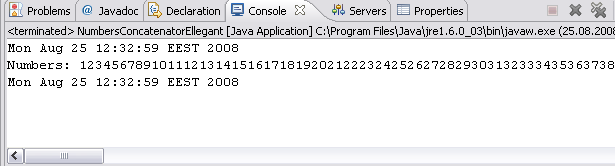 Problems @ Javadoc Declaration Console Servers Properties
<terminated> NumbersConcatenatorEllegant [Java Application] C:\Program Files\Java\jre1.6.0_03\bin\javaw.exe (25.08.2008
Mon Aug 25 12:32:59 EEST 2008
Numbers: 1234567891011121314151617181920212223242526272829303132333435363738
Mon Aug 25 12:32:59 EEST 2008